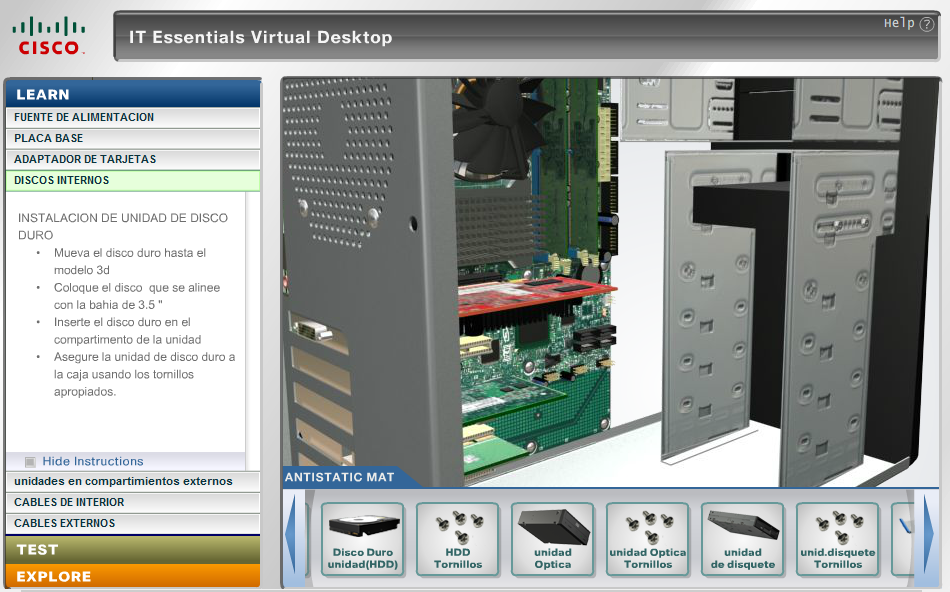 CISCO
IT Essentials Virtual Desktop
Help ?
LEARN
FUENTE DE ALIMENTACION
PLACA BASE
ADAPTADOR DE TARJETAS
DISCOS INTERNOS
INSTALACION DE UNIDAD DE DISCO
DURO
• Mueva el disco duro hasta el
modelo 3d
• Coloque el disco que se alinee
con la bahia de 3.5 "
• Inserte el disco duro en el
compartimento de la unidad
• Asegure la unidad de disco duro a
la caja usando los tornillos
apropiados.
Hide Instructions
unidades en compartimientos externos
CABLES DE INTERIOR
CABLES EXTERNOS
TEST
EXPLORE
ANTISTATIC MAT
Disco Duro
unidad(HDD)
HDD
Tornillos
unidad
Optica
unidad Optica
Tornillos
unidad
de disquete
unid.disquete
Tornillos